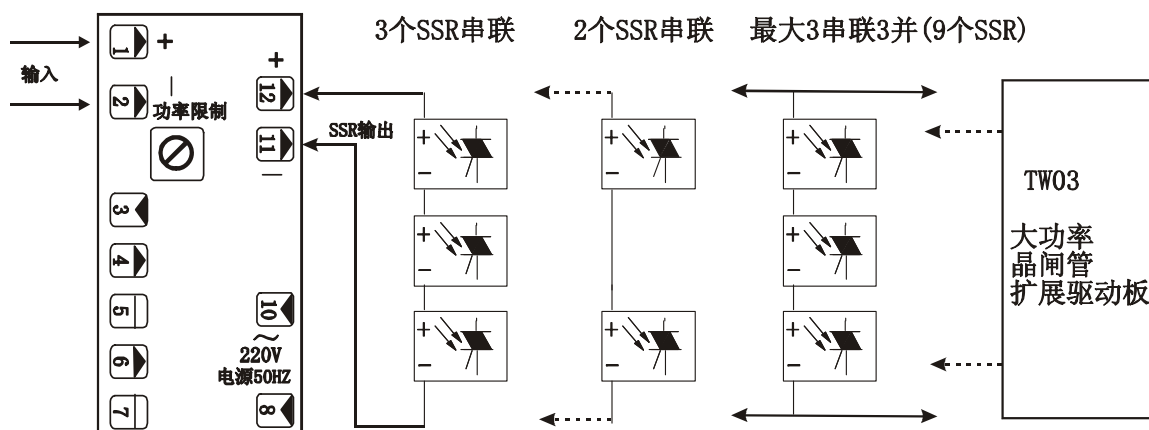 3个SSR串联
2个SSR串联
最大3串联3并(9个SSR)
输入
1
+
2
—
功率限制
+
12
11
—
SSR输出
3
4
5
6
7
10
～
220V
电源50HZ
8
+
−
+
−
+
−
+
−
+
−
+
−
+
−
+
−
TW03
大功率
晶闸管
扩展驱动板